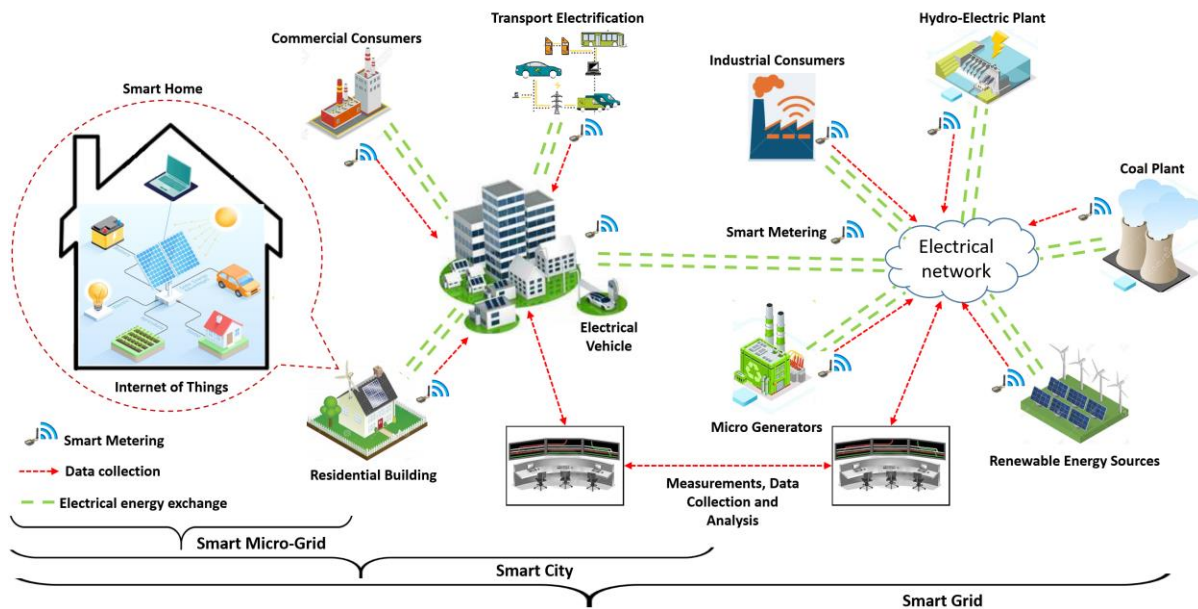 Transport Electrification
Hydro-Electric Plant
Commercial Consumers
Industrial Consumers
Smart Home
Coal Plant
Smart Metering
Electrical
network
Electrical
Vehicle
Internet of Things
Micro Generators
Smart Metering
Data collection
Residential Building
Renewable Energy Sources
Measurements, Data
Collection and
Analysis
Electrical energy exchange
Smart Micro-Grid
Smart City
Smart Grid